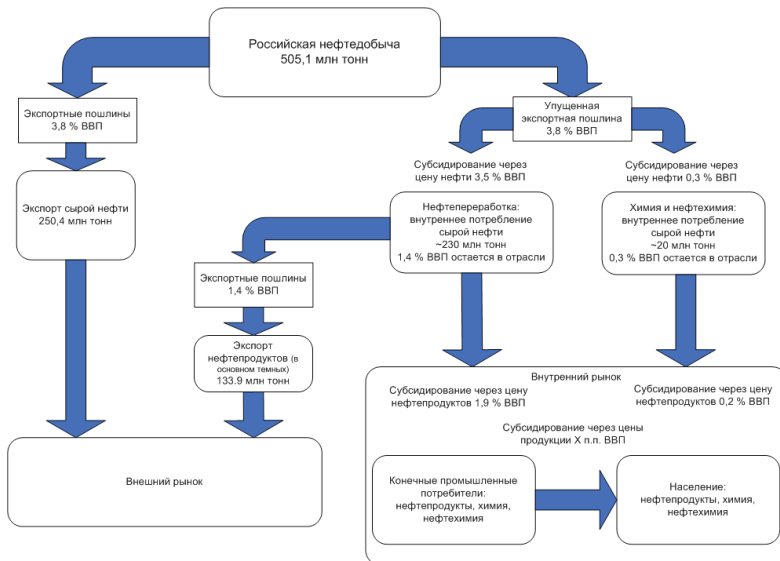 Российская нефтедобыча
505,1 млн тонн
Экспортные пошлины
3,8 % ВВП
Упущенная
экспортная пошлина
3,8 % ВВП
Субсидирование через
цену нефти 3,5 % ВВП
Субсидирование через
цену нефти 0,3 % ВВП
Экспорт сырой нефти
250,4 млн тонн
Нефтепереработка:
внутреннее потребление
сырой нефти
~230 млн тонн
1,4 % ВВП остается в отрасли
Химия и нефтехимия:
внутреннее потребление
сырой нефти
~20 млн тонн
0,3 % ВВП остается в отрасли
Экспортные пошлины
1,4 % ВВП
Экспорт
нефтепродуктов (в
основном темных)
133.9 млн тонн
Внутренний рынок
Субсидирование через цену
нефтепродуктов 1,9 % ВВП
Субсидирование через цену
нефтепродуктов 0,2 % ВВП
Субсидирование через цены
продукции X п.п. ВВП
Внешний рынок
Конечные промышленные
потребители:
нефтепродукты, химия,
нефтехимия
Население:
нефтепродукты, химия,
нефтехимия